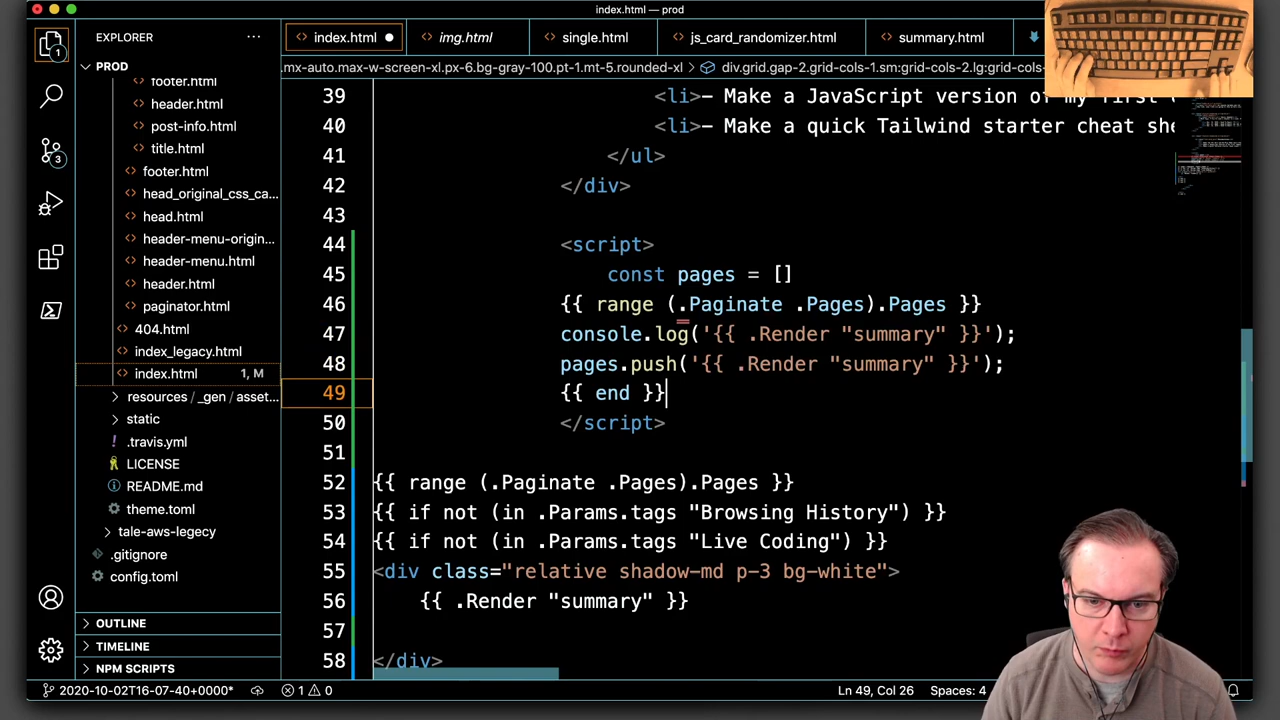 index.html — prod
EXPLORER
index.html
img.html
single.html
js_card_randomizer.html
summary.html
PROD
.mx-auto.max-w-screen-xl.px-6.bg-gray-100.pt-1.mt-5.rounded-xl
div.grid.gap-2.grid-cols-1.sm:grid-cols-2.lg:grid-cols-
footer.html
header.html
post-info.html
title.html
footer.html
head_original_css_ca...
head.html
header-menu-origin...
header-menu.html
header.html
paginator.html
404.html
index_legacy.html
index.html 1, M
resources / _gen / asset...
static
.travis.yml
LICENSE
README.md
theme.toml
tale-aws-legacy
.gitignore
config.toml
OUTLINE
TIMELINE
NPM SCRIPTS
39 <li>– Make a JavaScript version of my first
40 <li>– Make a quick Tailwind starter cheat she
41 </ul>
42 </div>
43
44 <script>
45 const pages = []
46 {{ range (.Paginate .Pages).Pages }}
47 console.log('{{ .Render "summary" }}');
48 pages.push('{{ .Render "summary" }}');
49 {{ end }}
50 </script>
51
52 {{ range (.Paginate .Pages).Pages }}
53 {{ if not (in .Params.tags "Browsing History") }}
54 {{ if not (in .Params.tags "Live Coding") }}
55 <div class="relative shadow-md p-3 bg-white">
56 {{ .Render "summary" }}
57
58 </div>
1
3
2020-10-02T16-07-40+0000*
1
0
Ln 49, Col 26
Spaces: 4